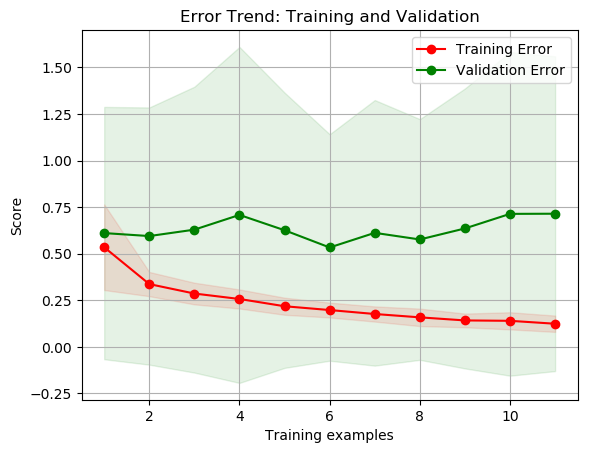 Error Trend: Training and Validation
Training Error
Validation Error
1.50
1.25
1.00
0.75
0.50
0.25
0.00
−0.25
Score
2 4 6 8 10
Training examples